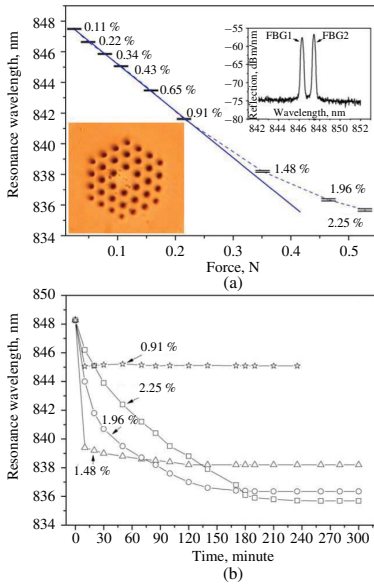 Resonance wavelength, nm
848
846
844
842
840
838
836
834
0.11 %
0.22 %
0.34 %
0.43 %
0.65 %
0.91 %
1.48 %
1.96 %
2.25 %
Reflection, dBm/nm
−55
−60
−65
−70
−75
−80
FBG1
FBG2
Wavelength, nm
842 844 846 848 850 852
0.1 0.2 0.3 0.4 0.5
Force, N
(a)
Resonance wavelength, nm
850
848
846
844
842
840
838
836
834
0.91 %
2.25 %
1.96 %
1.48 %
0 30 60 90 120 150 180 210 240 270 300
Time, minute
(b)